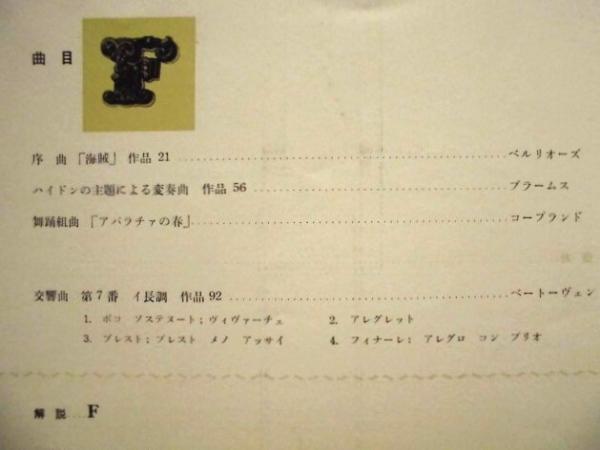 曲目 F
序曲「海賊」作品 21 ベルリオーズ
ハイドンの主題による変奏曲 作品 56 ブラームス
舞踊組曲「アパラチァの春」 コープランド
交響曲 第7番 イ長調 作品 92 ベートーヴェン
1. ポコ ソステヌート; ヴィヴァーチェ 2. アレグレット
3. プレスト; プレスト メノ アッサイ 4. フィナーレ: アレグロ コン ブリオ
解説 F